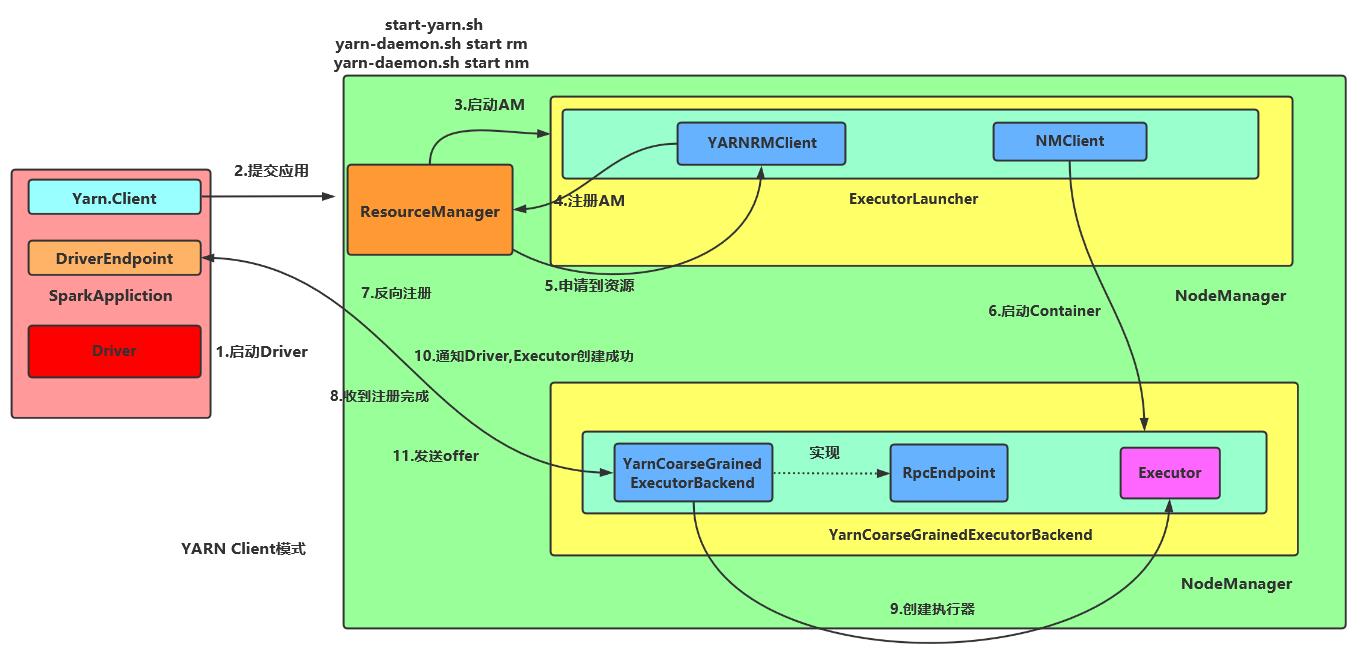 start-yarn.sh
yarn-daemon.sh start rm
yarn-daemon.sh start nm
3.启动AM
YARNRMClient
NMClient
2.提交应用
Yarn.Client
ResourceManager
4.注册AM
ExecutorLauncher
DriverEndpoint
SparkAppliction
7.反向注册
5.申请到资源
NodeManager
6.启动Container
Driver
1.启动Driver
10.通知Driver,Executor创建成功
8.收到注册完成
11.发送offer
YarnCoarseGrained
ExecutorBackend
实现
RpcEndpoint
Executor
YarnCoarseGrainedExecutorBackend
YARN Client模式
NodeManager
9.创建执行器